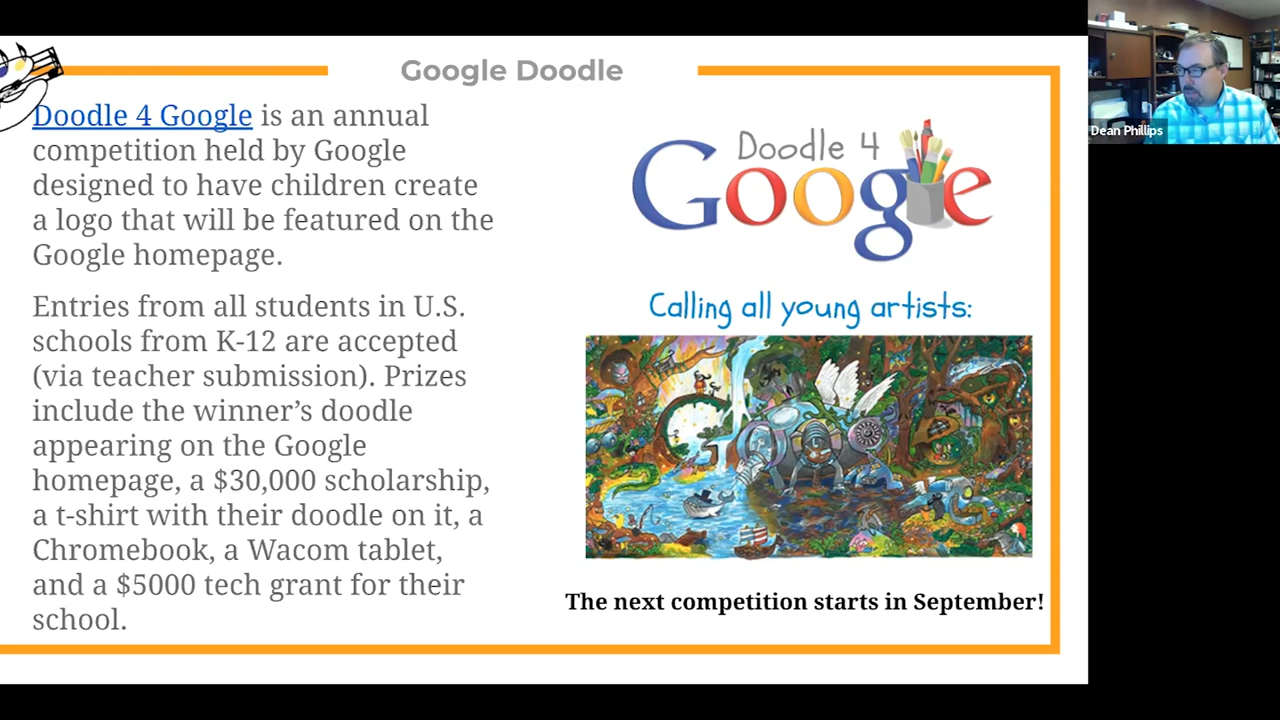 Google Doodle
Doodle 4 Google is an annual
competition held by Google
designed to have children create
a logo that will be featured on the
Google homepage.
Entries from all students in U.S.
schools from K-12 are accepted
(via teacher submission). Prizes
include the winner’s doodle
appearing on the Google
homepage, a $30,000 scholarship,
a t-shirt with their doodle on it, a
Chromebook, a Wacom tablet,
and a $5000 tech grant for their
school.
Doodle 4
Google
Calling all young artists:
Google
The next competition starts in September!
Dean Phillips